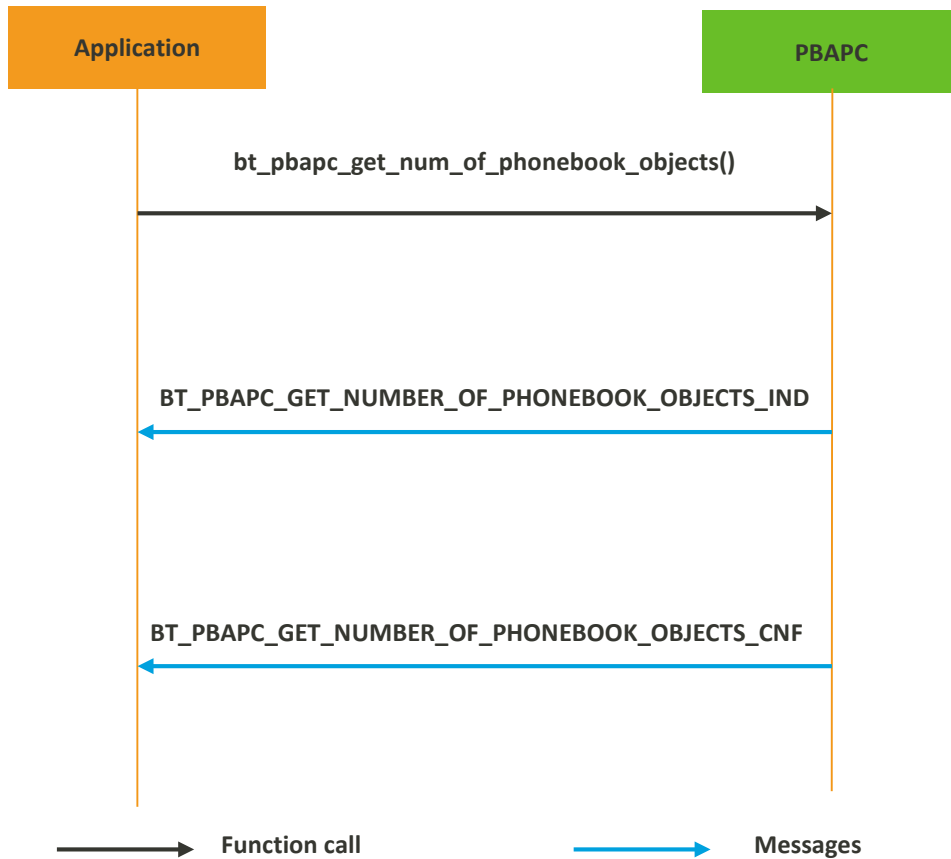 Application
PBAPC
bt_pbapc_get_num_of_phonebook_objects()
BT_PBAPC_GET_NUMBER_OF_PHONEBOOK_OBJECTS_IND
BT_PBAPC_GET_NUMBER_OF_PHONEBOOK_OBJECTS_CNF
Function call
Messages